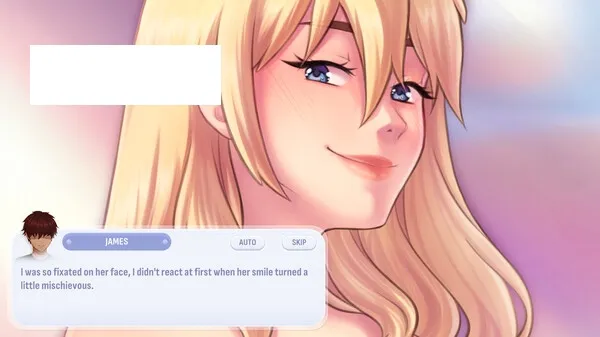 JAMES
AUTO
SKIP
I was so fixated on her face, I didn't react at first when her smile turned a
little mischievous.